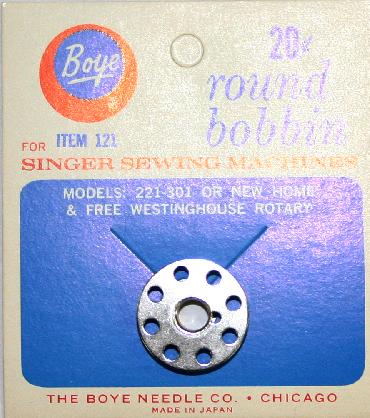 Boye
20¢
round
bobbin
ITEM 121
FOR
SINGER SEWING MACHINES
MODELS: 221-301 OR NEW HOME
& FREE WESTINGHOUSE ROTARY
THE BOYE NEEDLE CO. • CHICAGO
MADE IN JAPAN